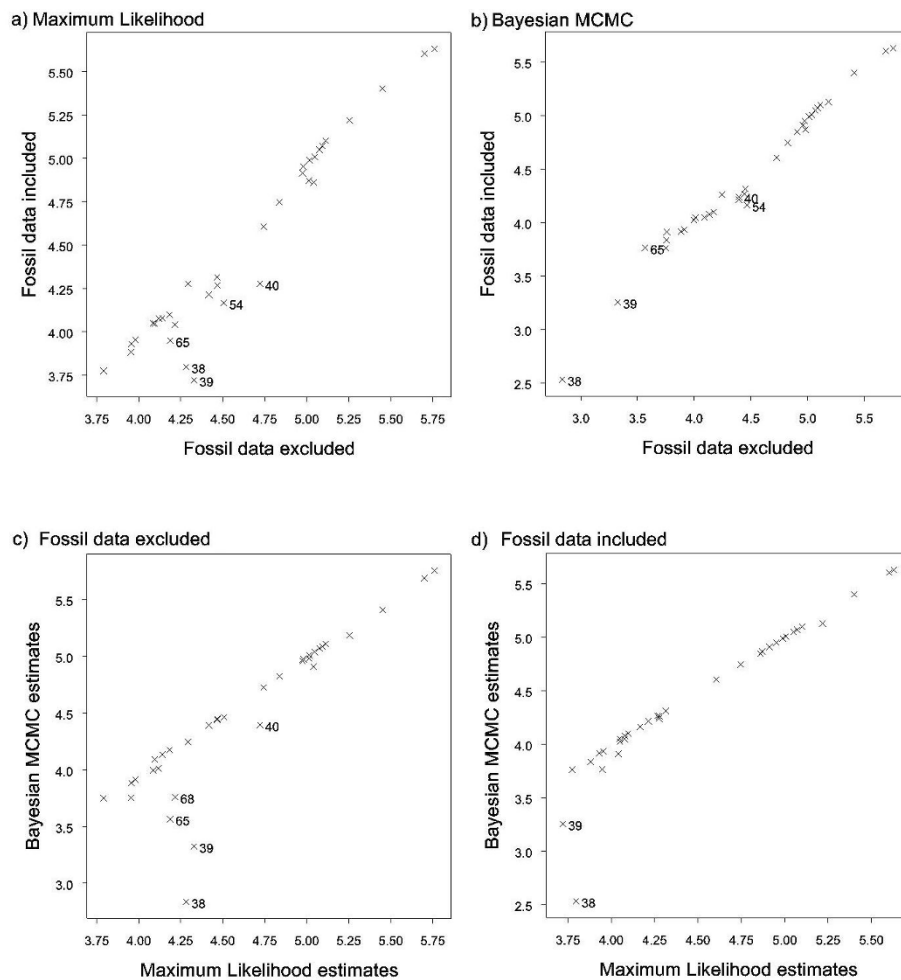 a) Maximum Likelihood
Fossil data included
5.50
5.25
5.00
4.75
4.50
4.25
4.00
3.75
40
54
65
38
39
3.75 4.00 4.25 4.50 4.75 5.00 5.25 5.50 5.75
Fossil data excluded
b) Bayesian MCMC
Fossil data included
5.5
5.0
4.5
4.0
3.5
3.0
2.5
40
54
65
39
38
3.0 3.5 4.0 4.5 5.0 5.5
Fossil data excluded
c) Fossil data excluded
Bayesian MCMC estimates
5.5
5.0
4.5
4.0
3.5
3.0
40
68
65
39
38
3.75 4.00 4.25 4.50 4.75 5.00 5.25 5.50 5.75
Maximum Likelihood estimates
d) Fossil data included
Bayesian MCMC estimates
5.5
5.0
4.5
4.0
3.5
3.0
2.5
39
38
3.75 4.00 4.25 4.50 4.75 5.00 5.25 5.50
Maximum Likelihood estimates